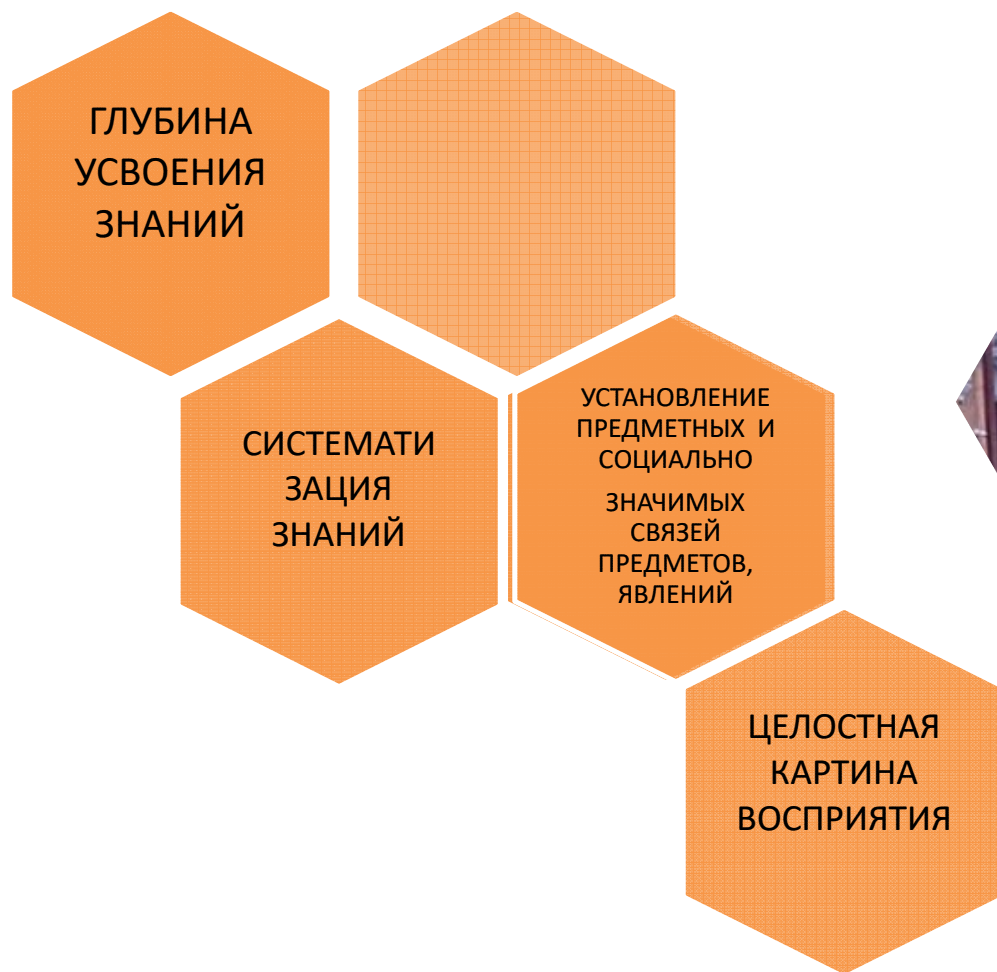 ГЛУБИНА
УСВОЕНИЯ
ЗНАНИЙ
СИСТЕМАТИ
ЗАЦИЯ
ЗНАНИЙ
УСТАНОВЛЕНИЕ
ПРЕДМЕТНЫХ И
СОЦИАЛЬНО
ЗНАЧИМЫХ
СВЯЗЕЙ
ПРЕДМЕТОВ,
ЯВЛЕНИЙ
ЦЕЛОСТНАЯ
КАРТИНА
ВОСПРИЯТИЯ